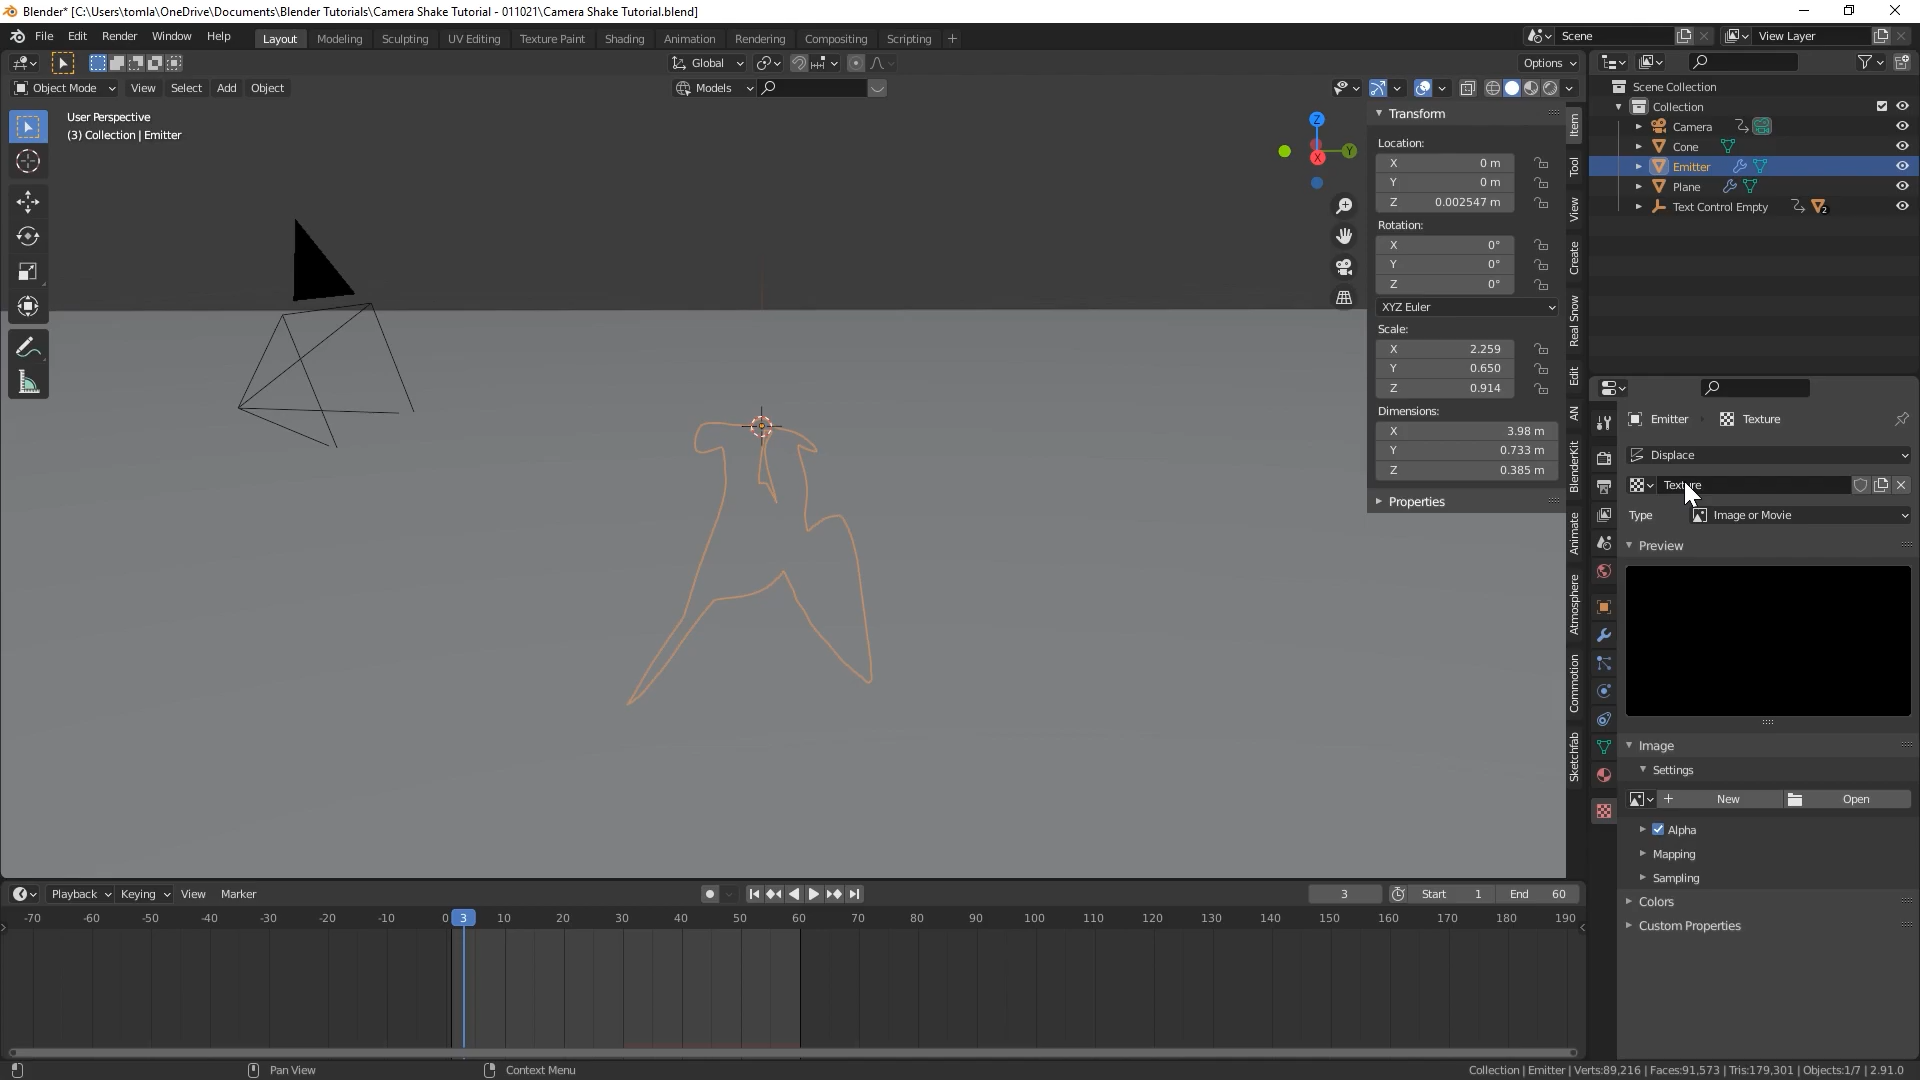 Blender* [C:\Users\tomla\OneDrive\Documents\Blender Tutorials\Camera Shake Tutorial - 011021\Camera Shake Tutorial.blend]
File Edit Render Window Help Layout Modeling Sculpting UV Editing Texture Paint Shading Animation Rendering Compositing Scripting + Scene View Layer
Global Options
Object Mode View Select Add Object Models
User Perspective
(3) Collection | Emitter
Z
Y
X
Transform
Location:
X 0 m
Y 0 m
Z 0.002547 m
Rotation:
X 0°
Y 0°
Z 0°
XYZ Euler
Scale:
X 2.259
Y 0.650
Z 0.914
Dimensions:
X 3.98 m
Y 0.733 m
Z 0.385 m
Properties
Item
Tool
View
Create
Real Snow
Edit
AN
BlenderKit
Animate
Atmosphere
Commotion
Sketchfab
Scene Collection
Collection
Camera
Cone
Emitter
Plane
Text Control Empty 2
Emitter Texture
Displace
Texture
Type Image or Movie
Preview
Image
Settings
New Open
Alpha
Mapping
Sampling
Colors
Custom Properties
Playback Keying View Marker 3 Start 1 End 60
-70 -60 -50 -40 -30 -20 -10 0 3 10 20 30 40 50 60 70 80 90 100 110 120 130 140 150 160 170 180 190
Pan View Context Menu Collection | Emitter | Verts:89,216 | Faces:91,573 | Tris:179,301 | Objects:1/7 | 2.91.0